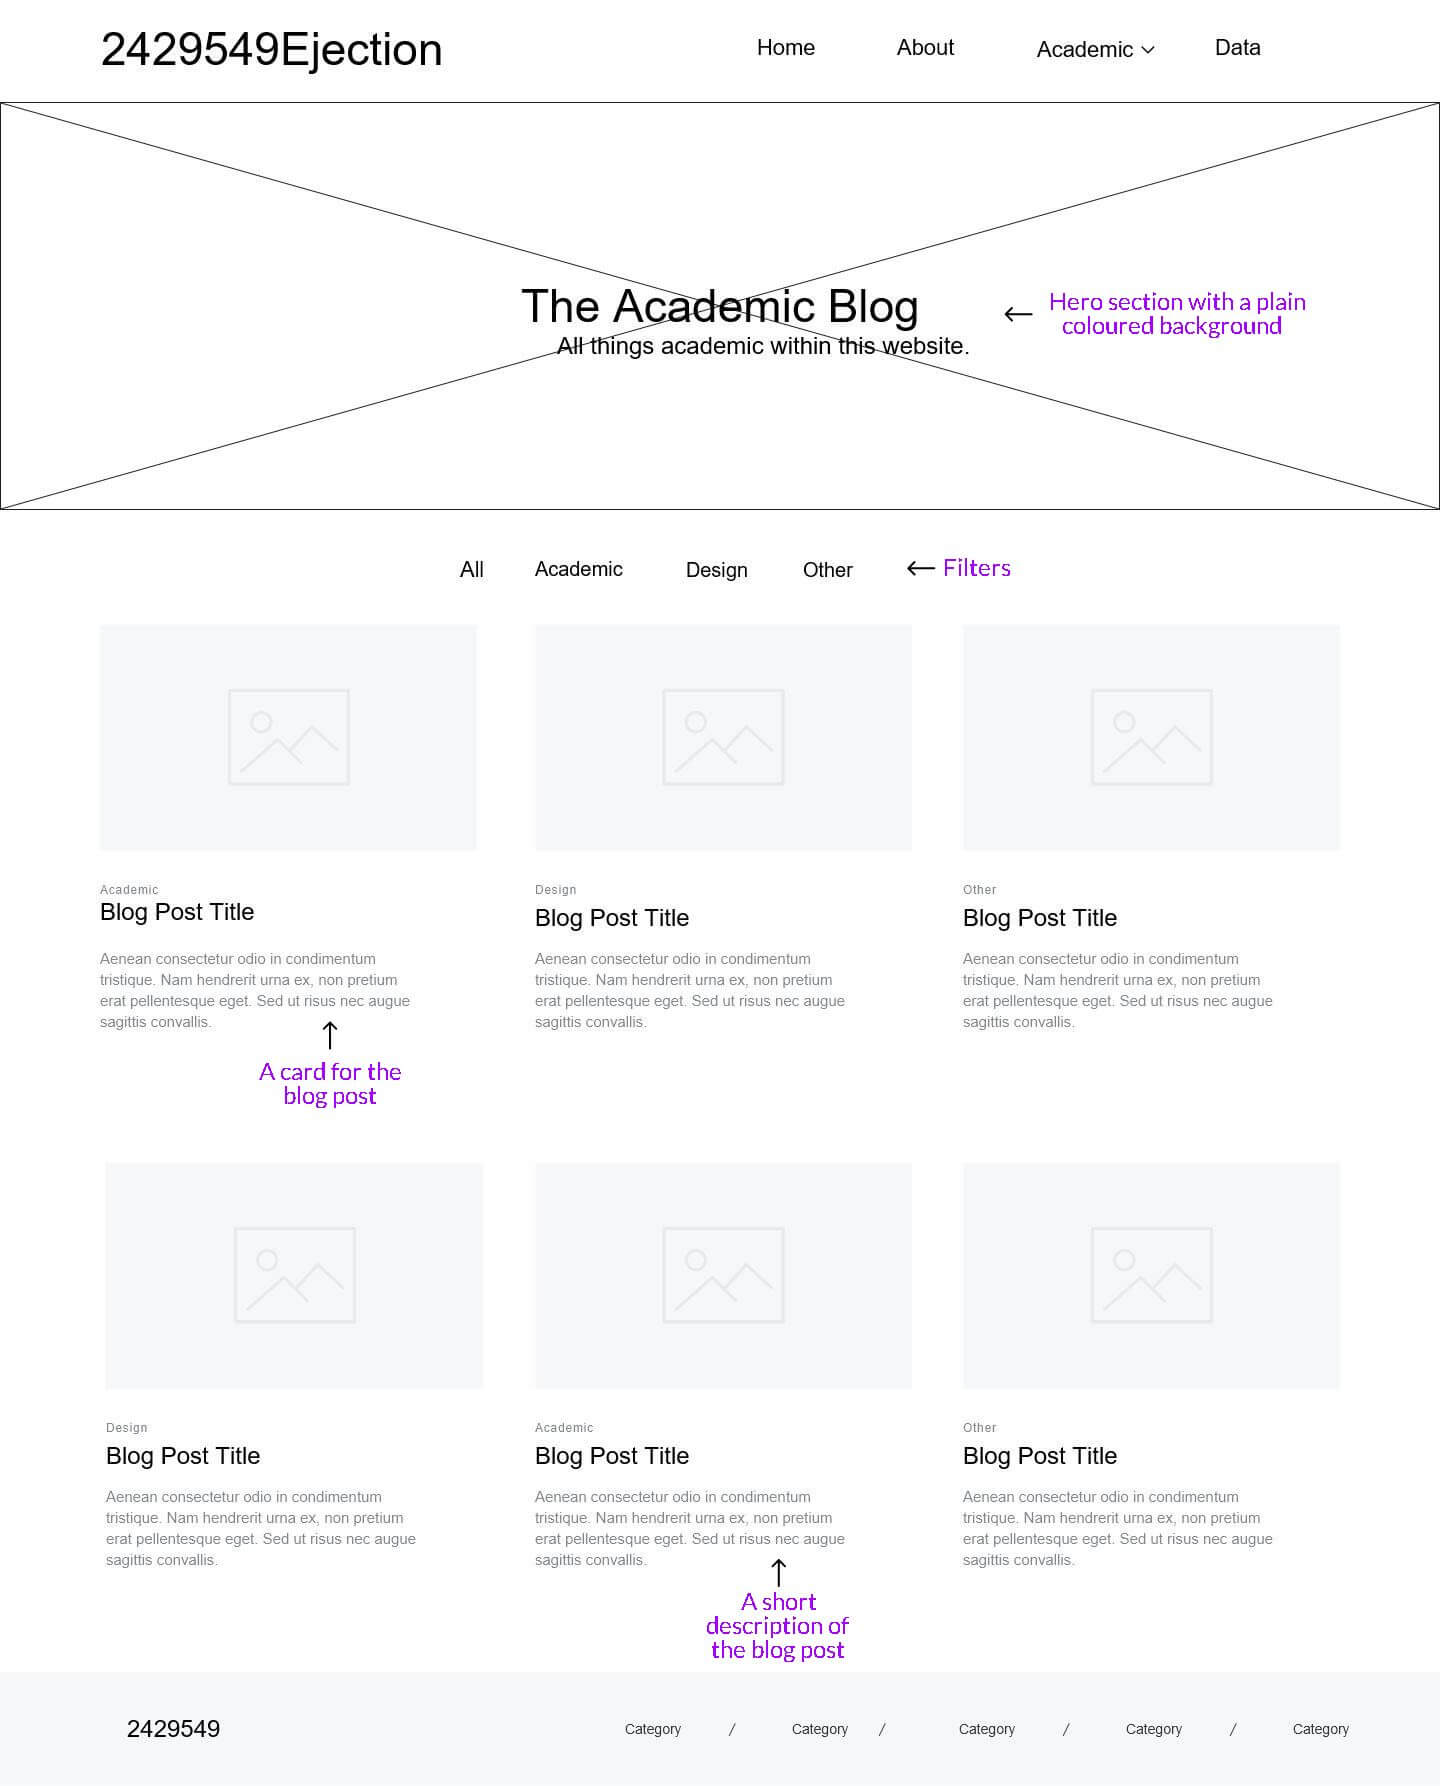 2429549Ejection
Home
About
Academic
Data
The Academic Blog
All things academic within this website.
Hero section with a plain
coloured background
All
Academic
Design
Other
Filters
Academic
Blog Post Title
Aenean consectetur odio in condimentum
tristique. Nam hendrerit urna ex, non pretium
erat pellentesque eget. Sed ut risus nec augue
sagittis convallis.
A card for the
blog post
Design
Blog Post Title
Aenean consectetur odio in condimentum
tristique. Nam hendrerit urna ex, non pretium
erat pellentesque eget. Sed ut risus nec augue
sagittis convallis.
Other
Blog Post Title
Aenean consectetur odio in condimentum
tristique. Nam hendrerit urna ex, non pretium
erat pellentesque eget. Sed ut risus nec augue
sagittis convallis.
Design
Blog Post Title
Aenean consectetur odio in condimentum
tristique. Nam hendrerit urna ex, non pretium
erat pellentesque eget. Sed ut risus nec augue
sagittis convallis.
Academic
Blog Post Title
Aenean consectetur odio in condimentum
tristique. Nam hendrerit urna ex, non pretium
erat pellentesque eget. Sed ut risus nec augue
sagittis convallis.
A short
description of
the blog post
Other
Blog Post Title
Aenean consectetur odio in condimentum
tristique. Nam hendrerit urna ex, non pretium
erat pellentesque eget. Sed ut risus nec augue
sagittis convallis.
2429549
Category / Category / Category / Category / Category